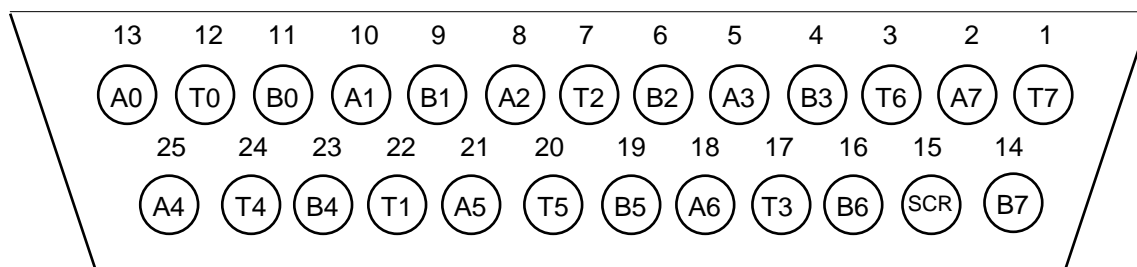 13 12 11 10 9 8 7 6 5 4 3 2 1
A0 T0 B0 A1 B1 A2 T2 B2 A3 B3 T6 A7 T7
25 24 23 22 21 20 19 18 17 16 15 14
A4 T4 B4 T1 A5 T5 B5 A6 T3 B6 SCR B7